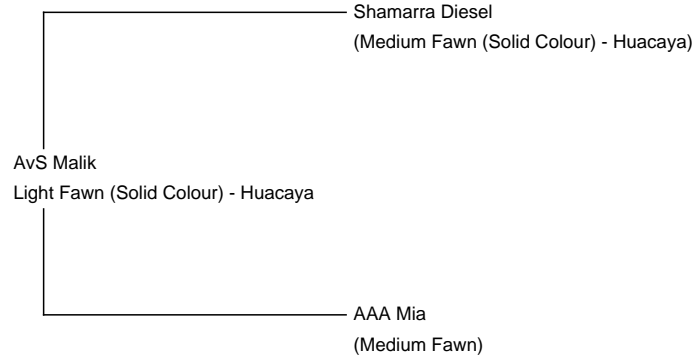 Shamarra Diesel
(Medium Fawn (Solid Colour) - Huacaya)
AvS Malik
Light Fawn (Solid Colour) - Huacaya
AAA Mia
(Medium Fawn)